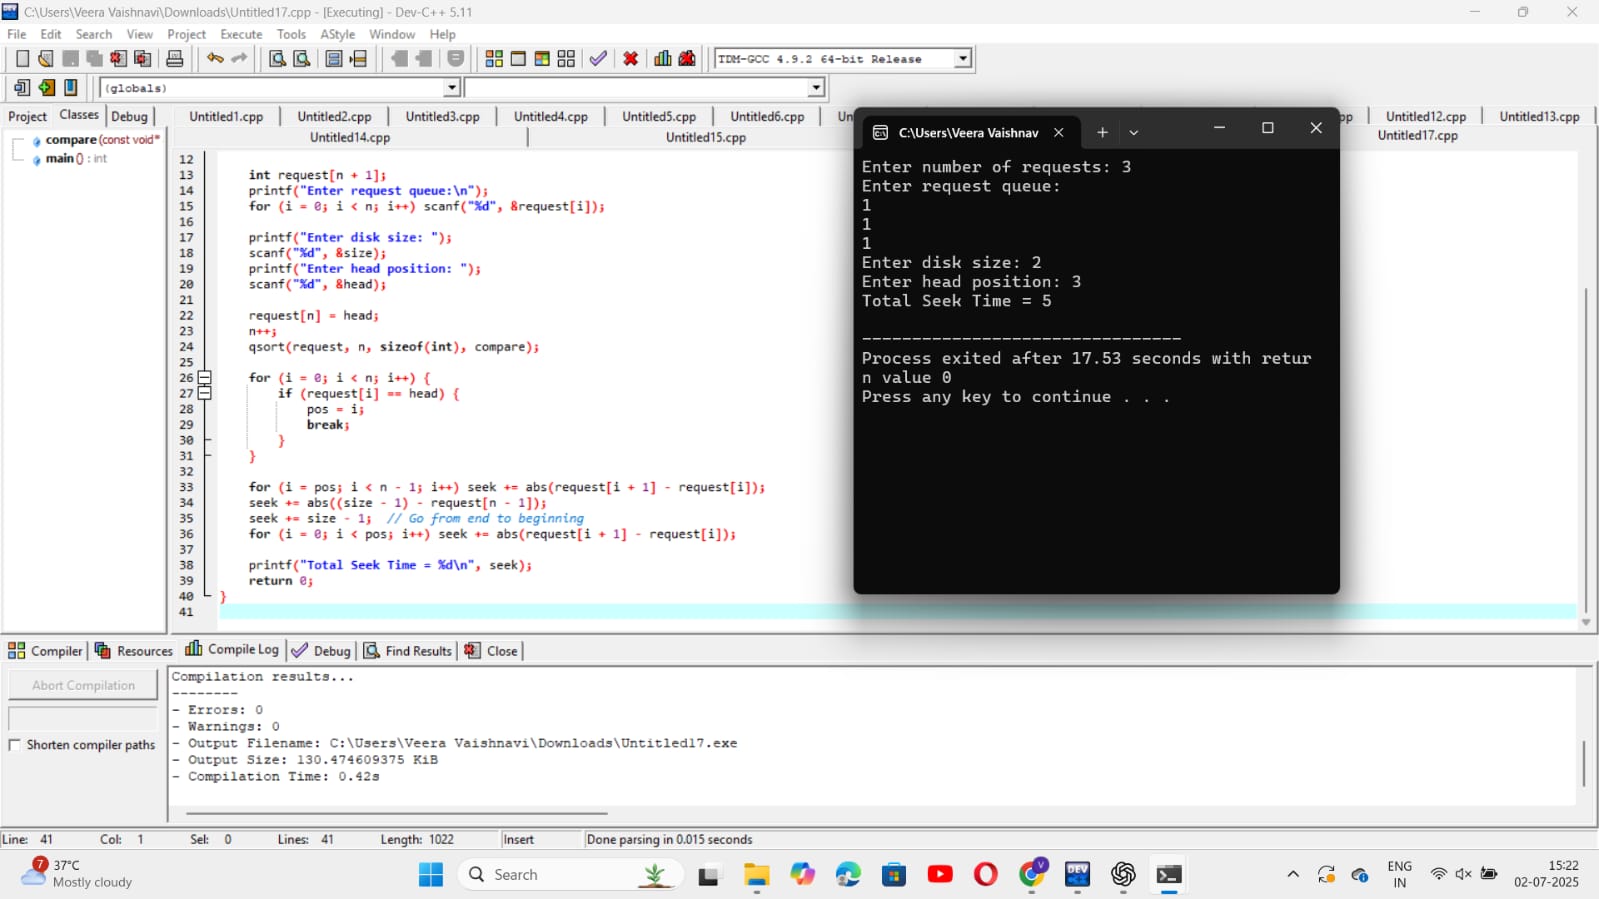 C:\Users\Veera Vaishnavi\Downloads\Untitled17.cpp - [Executing] - Dev-C++ 5.11
File Edit Search View Project Execute Tools AStyle Window Help
TDM-GCC 4.9.2 64-bit Release
(globals)
Project Classes Debug
Untitled1.cpp Untitled2.cpp Untitled3.cpp Untitled4.cpp Untitled5.cpp Untitled6.cpp Un pp Untitled12.cpp Untitled13.cpp
Untitled14.cpp Untitled15.cpp Untitled17.cpp
compare (const void*
main () : int
12
13 int request[n + 1];
14 printf("Enter request queue:\n");
15 for (i = 0; i < n; i++) scanf("%d", &request[i]);
16
17 printf("Enter disk size: ");
18 scanf("%d", &size);
19 printf("Enter head position: ");
20 scanf("%d", &head);
21
22 request[n] = head;
23 n++;
24 qsort(request, n, sizeof(int), compare);
25
26 for (i = 0; i < n; i++) {
27 if (request[i] == head) {
28 pos = i;
29 break;
30 }
31 }
32
33 for (i = pos; i < n - 1; i++) seek += abs(request[i + 1] - request[i]);
34 seek += abs((size - 1) - request[n - 1]);
35 seek += size - 1; // Go from end to beginning
36 for (i = 0; i < pos; i++) seek += abs(request[i + 1] - request[i]);
37
38 printf("Total Seek Time = %d\n", seek);
39 return 0;
40 }
41
C:\Users\Veera Vaishnav
Enter number of requests: 3
Enter request queue:
1
1
1
Enter disk size: 2
Enter head position: 3
Total Seek Time = 5
--------------------------------
Process exited after 17.53 seconds with retur
n value 0
Press any key to continue . . .
Compiler Resources Compile Log Debug Find Results Close
Abort Compilation
Shorten compiler paths
Compilation results...
--------
- Errors: 0
- Warnings: 0
- Output Filename: C:\Users\Veera Vaishnavi\Downloads\Untitled17.exe
- Output Size: 130.474609375 KiB
- Compilation Time: 0.42s
Line: 41 Col: 1 Sel: 0 Lines: 41 Length: 1022 Insert Done parsing in 0.015 seconds
7
37°C
Mostly cloudy
Search
V
DEV
ENG
IN
15:22
02-07-2025